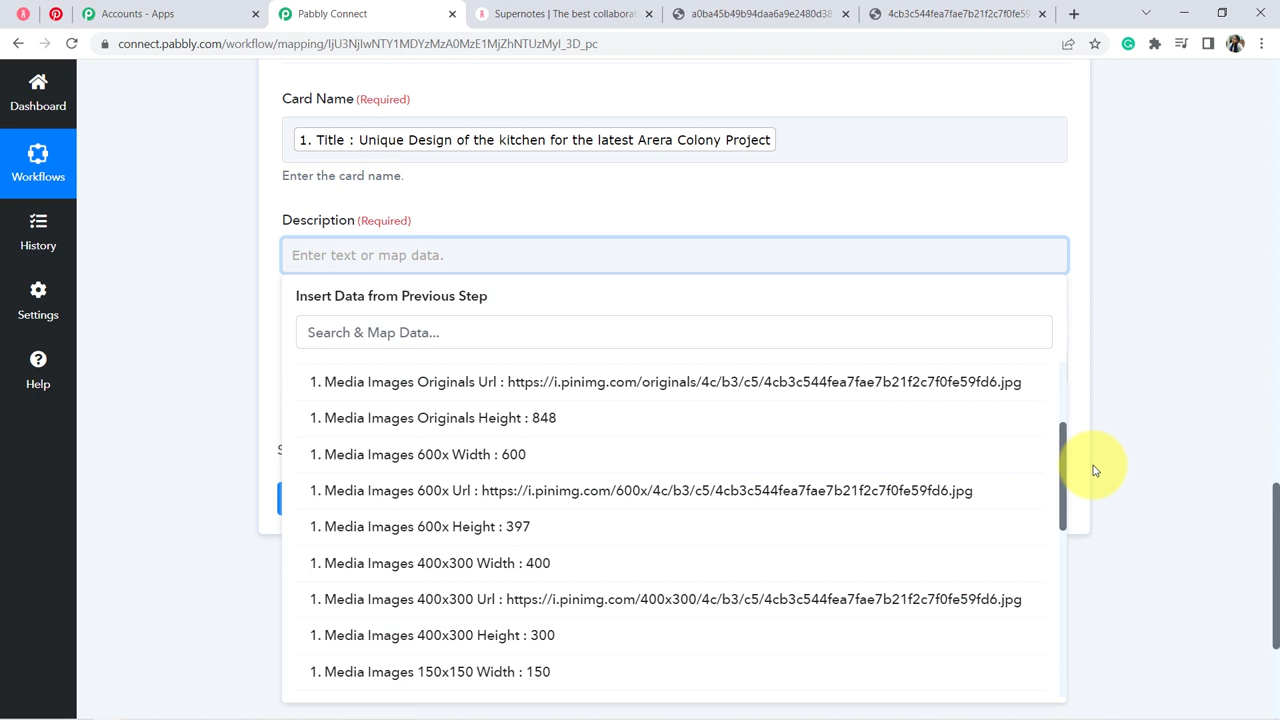 Accounts - Apps
Pabbly Connect
Supernotes | The best collaborat
a0ba45b49b94daa6a9e2480d38
4cb3c544fea7fae7b21f2c7f0fe59
connect.pabbly.com/workflow/mapping/IjU3NjIwNTY1MDYzMzA0MzE1MjZhNTUzMyI_3D_pc
Dashboard
Workflows
History
Settings
Help
Card Name (Required)
1. Title : Unique Design of the kitchen for the latest Arera Colony Project
Enter the card name.
Description (Required)
Enter text or map data.
Insert Data from Previous Step
Search & Map Data...
1. Media Images Originals Url : https://i.pinimg.com/originals/4c/b3/c5/4cb3c544fea7fae7b21f2c7f0fe59fd6.jpg
1. Media Images Originals Height : 848
1. Media Images 600x Width : 600
1. Media Images 600x Url : https://i.pinimg.com/600x/4c/b3/c5/4cb3c544fea7fae7b21f2c7f0fe59fd6.jpg
1. Media Images 600x Height : 397
1. Media Images 400x300 Width : 400
1. Media Images 400x300 Url : https://i.pinimg.com/400x300/4c/b3/c5/4cb3c544fea7fae7b21f2c7f0fe59fd6.jpg
1. Media Images 400x300 Height : 300
1. Media Images 150x150 Width : 150